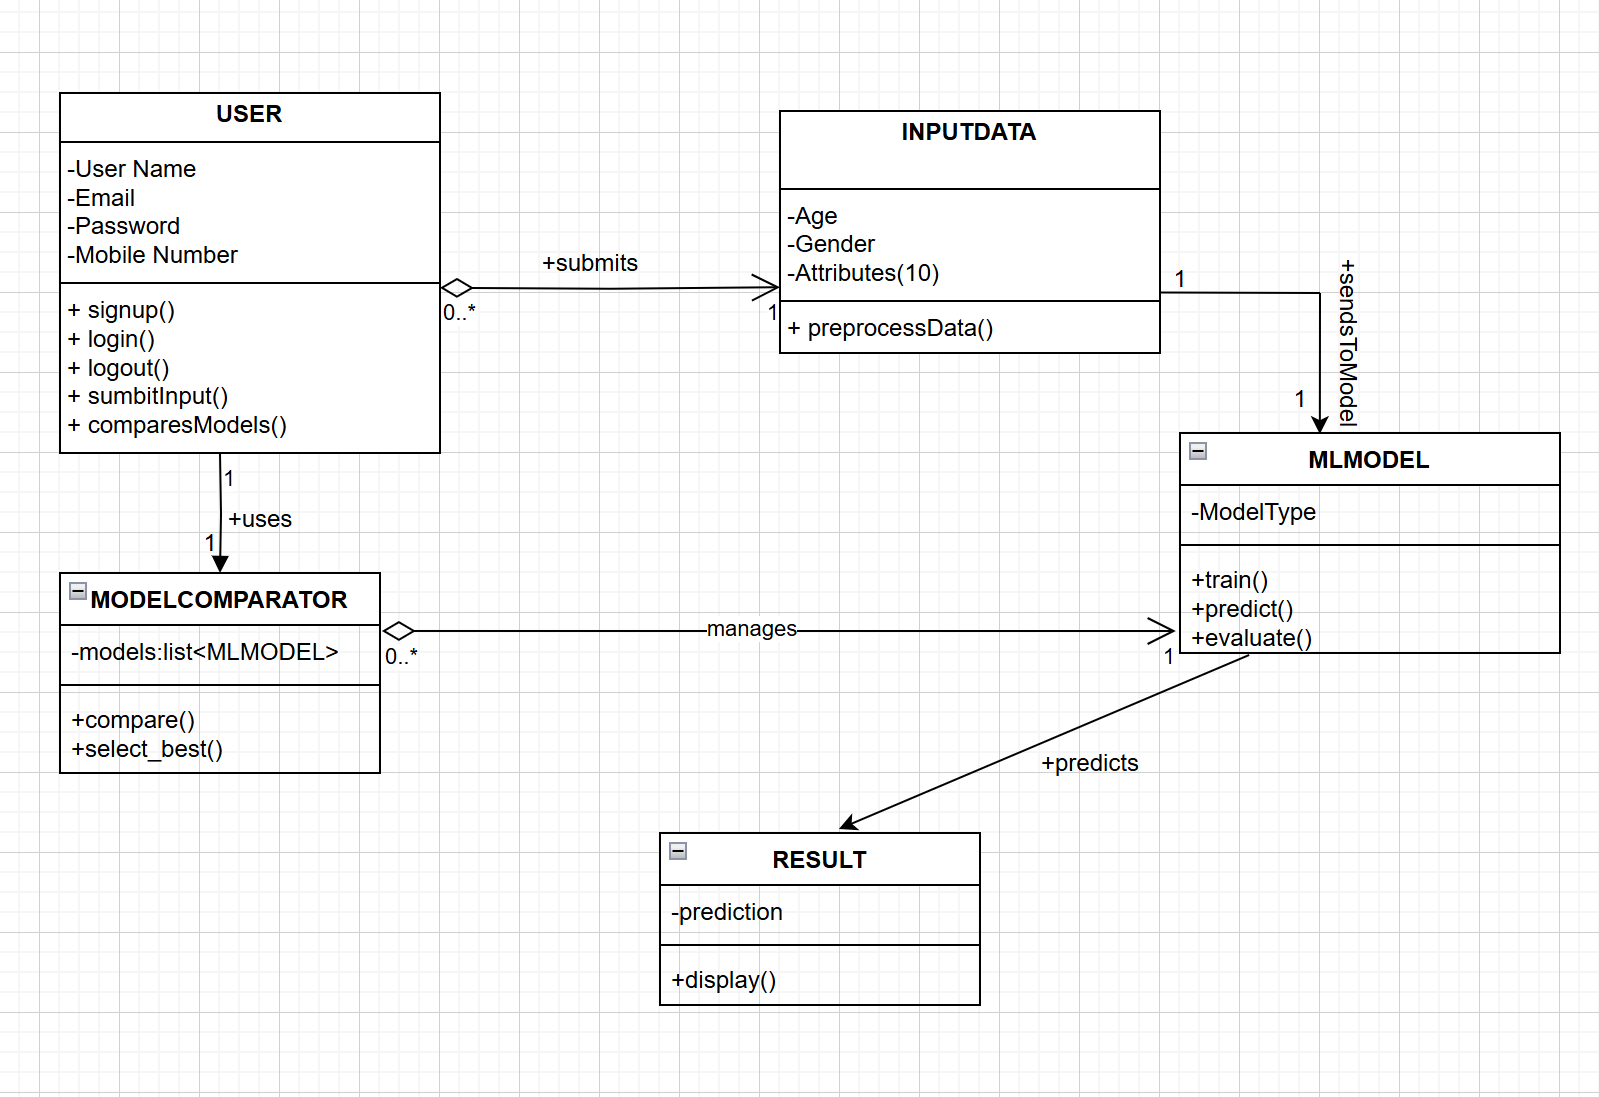 USER
-User Name
-Email
-Password
-Mobile Number
+ signup()
+ login()
+ logout()
+ sumbitInput()
+ comparesModels()
+submits
0..*
1
INPUTDATA
-Age
-Gender
-Attributes(10)
+ preprocessData()
1
+sendsToModel
1
MLMODEL
-ModelType
+train()
+predict()
+evaluate()
1
+uses
1
MODELCOMPARATOR
-models:list<MLMODEL>
+compare()
+select_best()
manages
0..*
1
+predicts
RESULT
-prediction
+display()